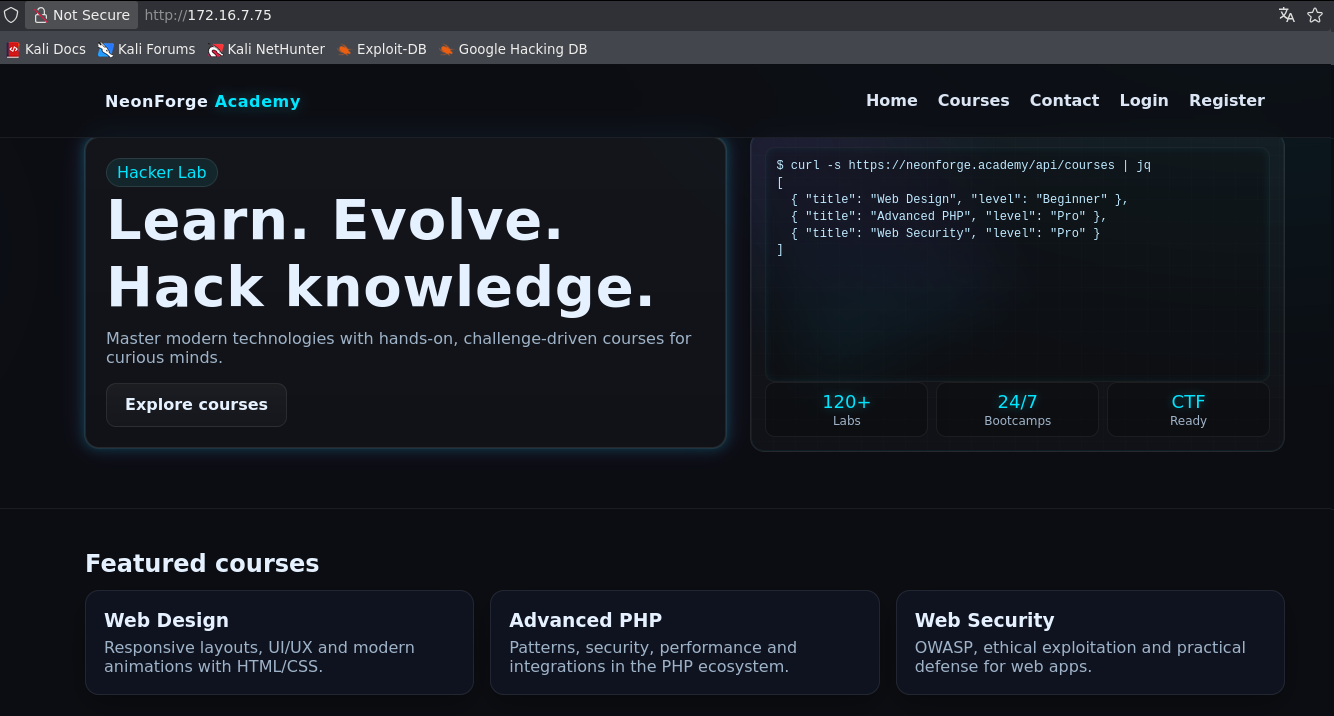 Not Secure http://172.16.7.75
Kali Docs Kali Forums Kali NetHunter Exploit-DB Google Hacking DB
NeonForge Academy
Home Courses Contact Login Register
Hacker Lab
Learn. Evolve.
Hack knowledge.
Master modern technologies with hands-on, challenge-driven courses for
curious minds.
Explore courses
$ curl -s https://neonforge.academy/api/courses | jq
[
  { "title": "Web Design", "level": "Beginner" },
  { "title": "Advanced PHP", "level": "Pro" },
  { "title": "Web Security", "level": "Pro" }
]
120+
Labs
24/7
Bootcamps
CTF
Ready
Featured courses
Web Design
Responsive layouts, UI/UX and modern
animations with HTML/CSS.
Advanced PHP
Patterns, security, performance and
integrations in the PHP ecosystem.
Web Security
OWASP, ethical exploitation and practical
defense for web apps.